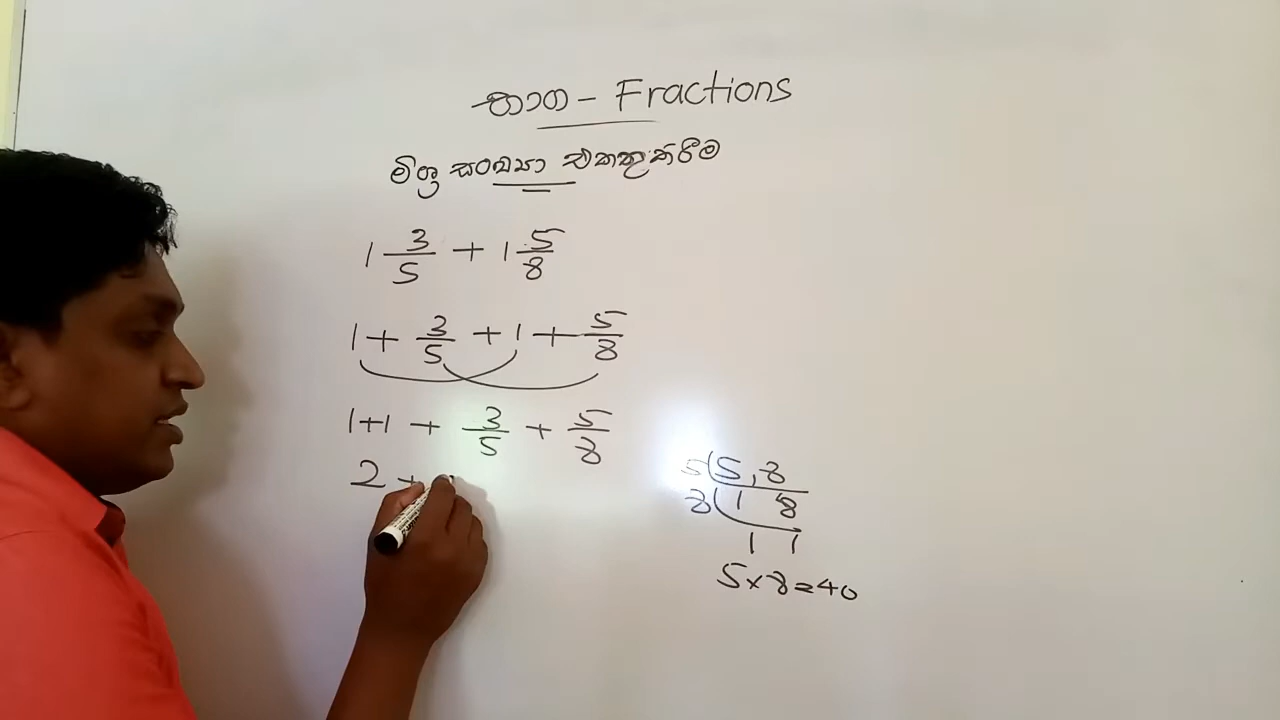 භාග - Fractions
මිශ්‍ර සංඛ්‍යා එකතුකිරීම
1 3/5 + 1 5/8
1 + 3/5 + 1 + 5/8
1+1 + 3/5 + 5/8
2 +
5 ( 5 , 8
8 ( 1 8
1 1
5 × 8 = 40